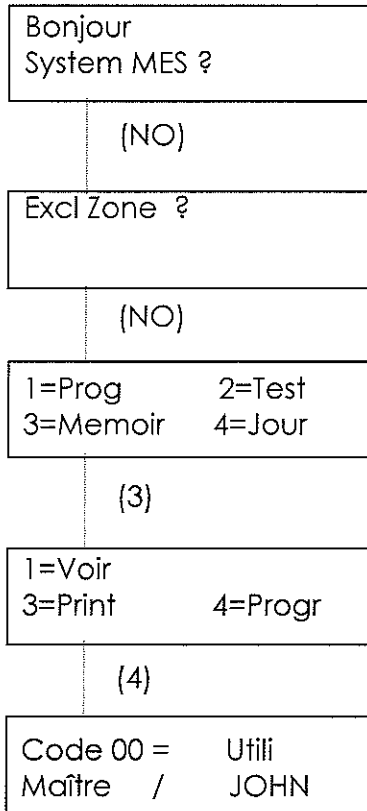 Bonjour
System MES ?
(NO)
Excl Zone ?
(NO)
1=Prog 2=Test
3=Memoir 4=Jour
(3)
1=Voir
3=Print 4=Progr
(4)
Code 00 = Utili
Maître / JOHN